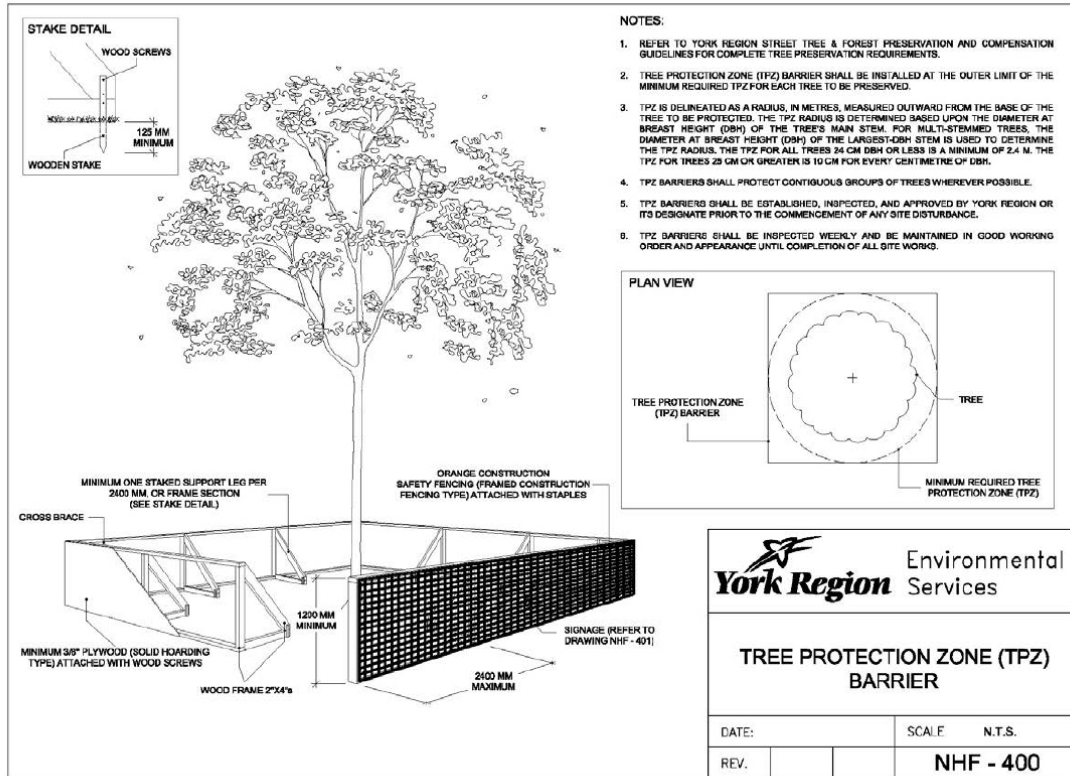 STAKE DETAIL
WOOD SCREWS
125 MM
MINIMUM
WOODEN STAKE
NOTES:
1. REFER TO YORK REGION STREET TREE & FOREST PRESERVATION AND COMPENSATION
GUIDELINES FOR COMPLETE TREE PRESERVATION REQUIREMENTS.
2. TREE PROTECTION ZONE (TPZ) BARRIER SHALL BE INSTALLED AT THE OUTER LIMIT OF THE
MINIMUM REQUIRED TPZ FOR EACH TREE TO BE PRESERVED.
3. TPZ IS DELINEATED AS A RADIUS, IN METRES, MEASURED OUTWARD FROM THE BASE OF THE
TREE TO BE PROTECTED. THE TPZ RADIUS IS DETERMINED BASED UPON THE DIAMETER AT
BREAST HEIGHT (DBH) OF THE TREE'S MAIN STEM. FOR MULTI-STEMMED TREES, THE
DIAMETER AT BREAST HEIGHT (DBH) OF THE LARGEST-DBH STEM IS USED TO DETERMINE
THE TPZ RADIUS. THE TPZ FOR ALL TREES 24 CM DBH OR LESS IS A MINIMUM OF 2.4 M. THE
TPZ FOR TREES 25 CM OR GREATER IS 10 CM FOR EVERY CENTIMETRE OF DBH.
4. TPZ BARRIERS SHALL PROTECT CONTIGUOUS GROUPS OF TREES WHEREVER POSSIBLE.
5. TPZ BARRIERS SHALL BE ESTABLISHED, INSPECTED, AND APPROVED BY YORK REGION OR
ITS DESIGNATE PRIOR TO THE COMMENCEMENT OF ANY SITE DISTURBANCE.
6. TPZ BARRIERS SHALL BE INSPECTED WEEKLY AND BE MAINTAINED IN GOOD WORKING
ORDER AND APPEARANCE UNTIL COMPLETION OF ALL SITE WORKS.
PLAN VIEW
TREE PROTECTION ZONE
(TPZ) BARRIER
TREE
MINIMUM REQUIRED TREE
PROTECTION ZONE (TPZ)
MINIMUM ONE STAKED SUPPORT LEG PER
2400 MM, OR FRAME SECTION
(SEE STAKE DETAIL)
CROSS BRACE
ORANGE CONSTRUCTION
SAFETY FENCING (FRAMED CONSTRUCTION
FENCING TYPE) ATTACHED WITH STAPLES
1200 MM
MINIMUM
SIGNAGE (REFER TO
DRAWING NHF - 401)
2400 MM
MAXIMUM
MINIMUM 3/8" PLYWOOD (SOLID HOARDING
TYPE) ATTACHED WITH WOOD SCREWS
WOOD FRAME 2"X4"s
York Region
Environmental
Services
TREE PROTECTION ZONE (TPZ)
BARRIER
DATE:
SCALE N.T.S.
REV.
NHF - 400